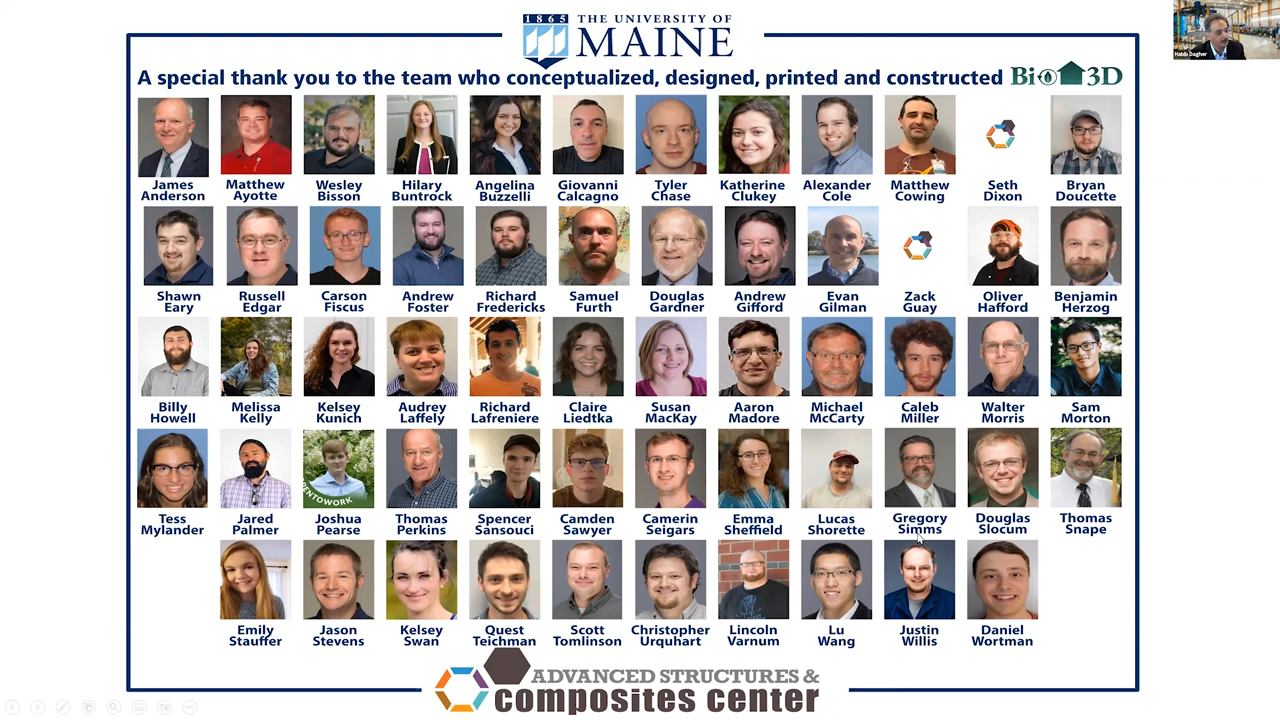 1865 THE UNIVERSITY OF
MAINE
Habib Dagher
A special thank you to the team who conceptualized, designed, printed and constructed BioHome3D
James Anderson
Matthew Ayotte
Wesley Bisson
Hilary Buntrock
Angelina Buzzelli
Giovanni Calcagno
Tyler Chase
Katherine Clukey
Alexander Cole
Matthew Cowing
Seth Dixon
Bryan Doucette
Shawn Eary
Russell Edgar
Carson Fiscus
Andrew Foster
Richard Fredericks
Samuel Furth
Douglas Gardner
Andrew Gifford
Evan Gilman
Zack Guay
Oliver Hafford
Benjamin Herzog
Billy Howell
Melissa Kelly
Kelsey Kunich
Audrey Laffely
Richard Lafreniere
Claire Liedtka
Susan MacKay
Aaron Madore
Michael McCarty
Caleb Miller
Walter Morris
Sam Morton
ENTOWORK
Tess Mylander
Jared Palmer
Joshua Pearse
Thomas Perkins
Spencer Sansouci
Camden Sawyer
Camerin Seigars
Emma Sheffield
Lucas Shorette
Gregory Simms
Douglas Slocum
Thomas Snape
Emily Stauffer
Jason Stevens
Kelsey Swan
Quest Teichman
Scott Tomlinson
Christopher Urquhart
Lincoln Varnum
Lu Wang
Justin Willis
Daniel Wortman
ADVANCED STRUCTURES &
composites center